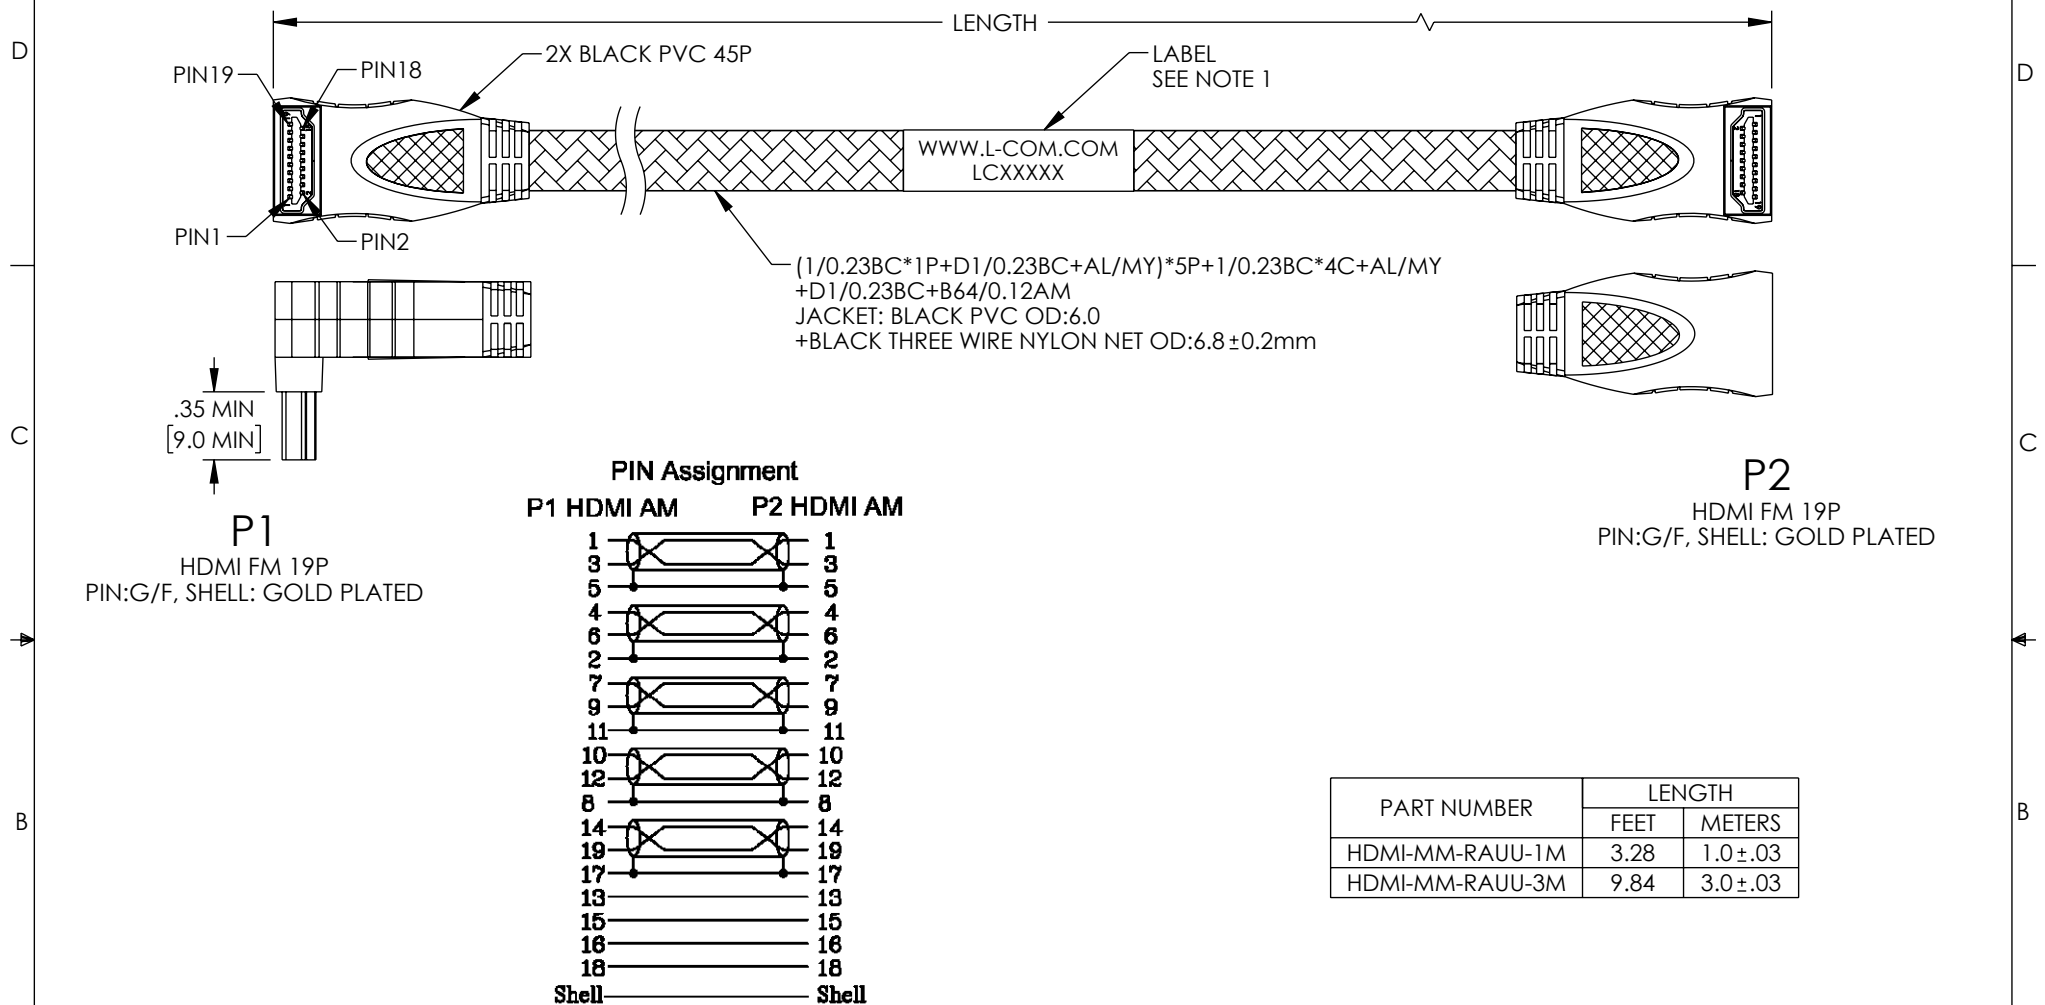 LENGTH
D
D
PIN19
PIN18
2X BLACK PVC 45P
LABEL
SEE NOTE 1
WWW.L-COM.COM
LCXXXXX
PIN1
PIN2
(1/0.23BC*1P+D1/0.23BC+AL/MY)*5P+1/0.23BC*4C+AL/MY
+D1/0.23BC+B64/0.12AM
JACKET: BLACK PVC OD:6.0
+BLACK THREE WIRE NYLON NET OD:6.8±0.2mm
.35 MIN
[9.0 MIN]
C
C
P1
HDMI FM 19P
PIN:G/F, SHELL: GOLD PLATED
P2
HDMI FM 19P
PIN:G/F, SHELL: GOLD PLATED
PIN Assignment
P1 HDMI AM P2 HDMI AM
1 1
3 3
5 5
4 4
6 6
2 2
7 7
9 9
11 11
10 10
12 12
8 8
14 14
19 19
17 17
13 13
15 15
16 16
18 18
Shell Shell
B
B
PART NUMBER LENGTH
FEET METERS
HDMI-MM-RAUU-1M 3.28 1.0±.03
HDMI-MM-RAUU-3M 9.84 3.0±.03